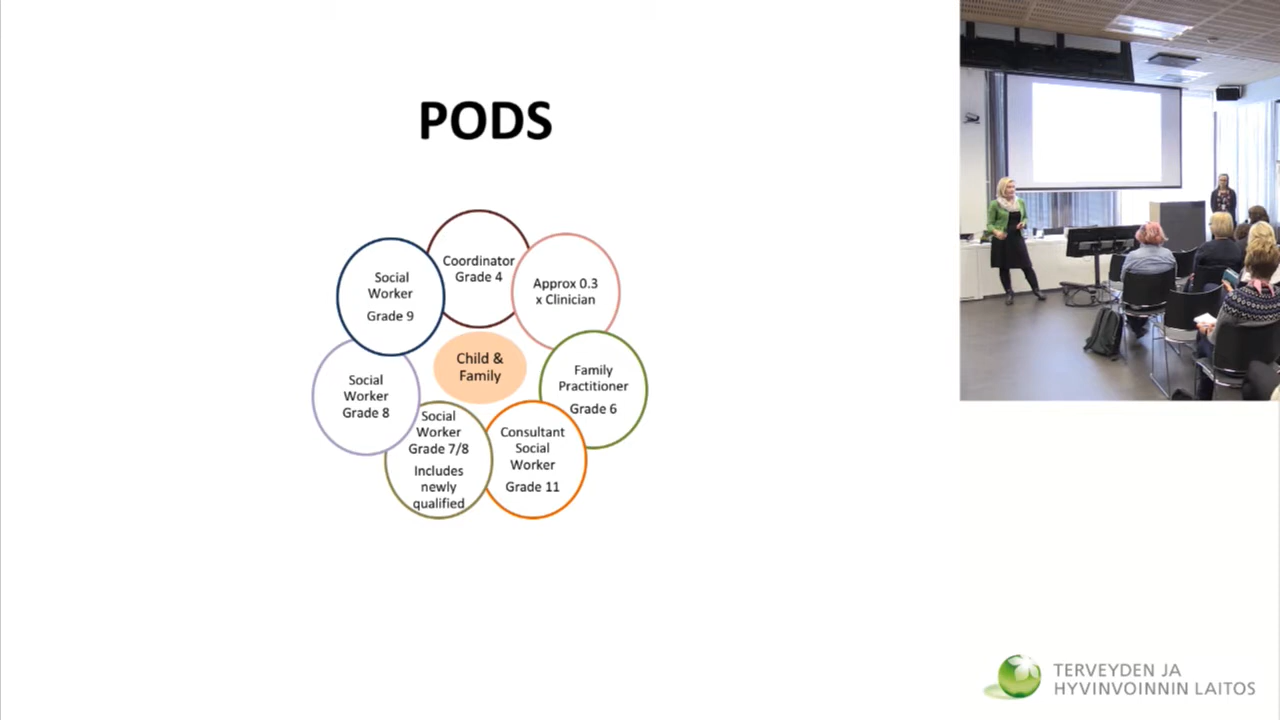 PODS
Coordinator
Grade 4
Approx 0.3
x Clinician
Family
Practitioner
Grade 6
Consultant
Social
Worker
Grade 11
Social
Worker
Grade 7/8
Includes
newly
qualified
Social
Worker
Grade 8
Social
Worker
Grade 9
Child &
Family
TERVEYDEN JA
HYVINVOINNIN LAITOS